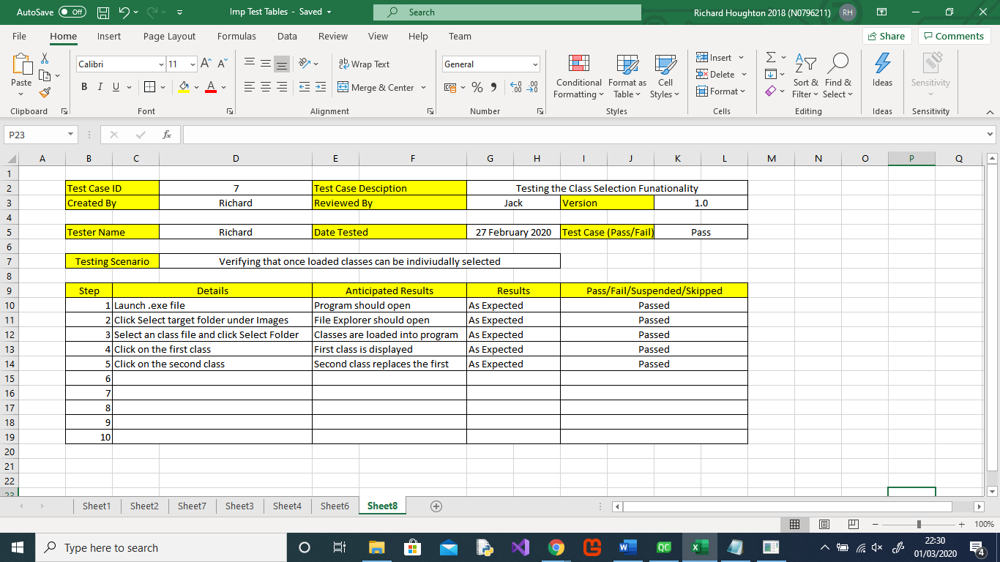 AutoSave Off Imp Test Tables - Saved Search Richard Houghton 2018 (N0796211) RH
File Home Insert Page Layout Formulas Data Review View Help Team Share Comments
Paste
Clipboard
Calibri 11 A A
B I U A
Font
ab Wrap Text
Merge & Center
Alignment
General
% 
Number
Conditional Formatting
Format as Table
Cell Styles
Styles
Insert
Delete
Format
Cells
Sort & Filter
Find & Select
Editing
Ideas
Ideas
Sensitivity
Sensitivity
P23 fx
A B C D E F G H I J K L M N O P Q
1
2 Test Case ID 7 Test Case Desciption Testing the Class Selection Funationality
3 Created By Richard Reviewed By Jack Version 1.0
4
5 Tester Name Richard Date Tested 27 February 2020 Test Case (Pass/Fail) Pass
6
7 Testing Scenario Verifying that once loaded classes can be indiviudally selected
8
9 Step Details Anticipated Results Results Pass/Fail/Suspended/Skipped
10 1 Launch .exe file Program should open As Expected Passed
11 2 Click Select target folder under Images File Explorer should open As Expected Passed
12 3 Select an class file and click Select Folder Classes are loaded into program As Expected Passed
13 4 Click on the first class First class is displayed As Expected Passed
14 5 Click on the second class Second class replaces the first As Expected Passed
15 6
16 7
17 8
18 9
19 10
20
21
22
23
Sheet1 Sheet2 Sheet7 Sheet3 Sheet4 Sheet6 Sheet8
100%
Type here to search
QC
22:30
01/03/2020
4